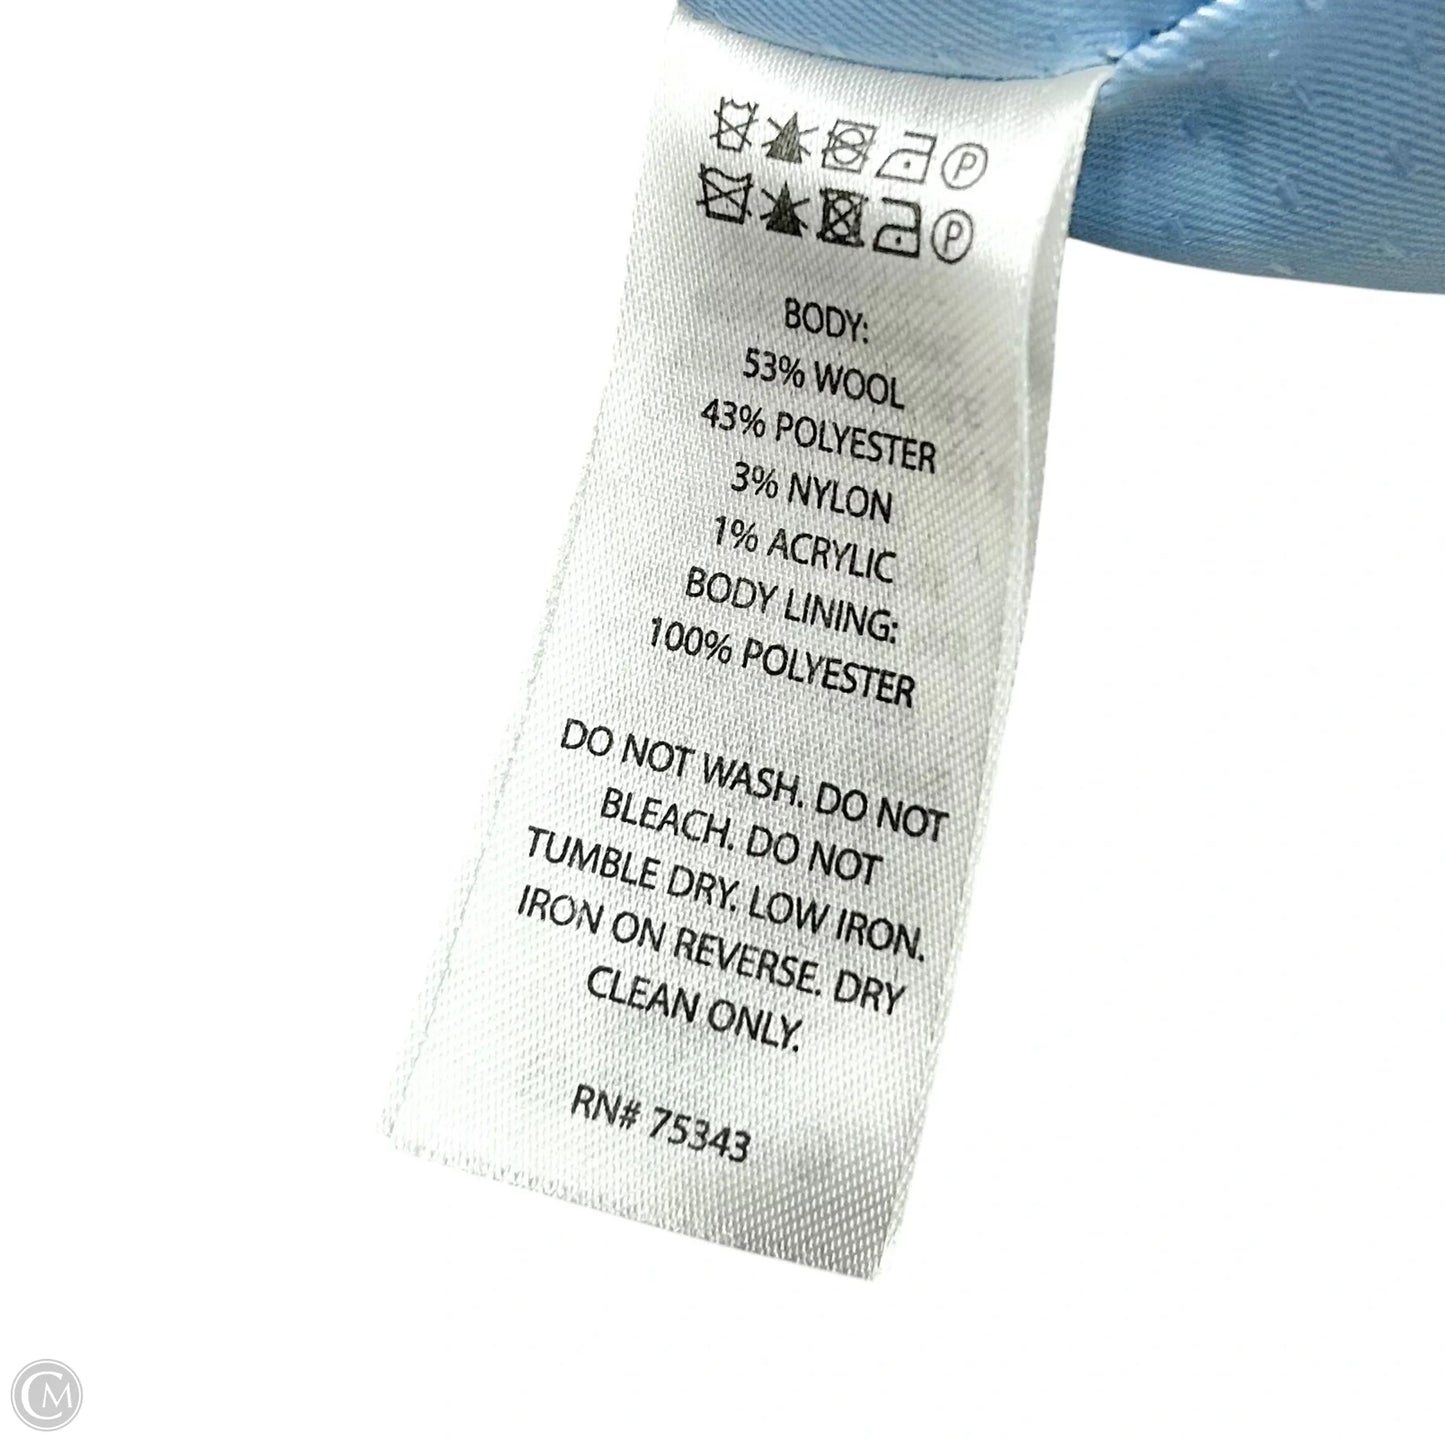 P
P
BODY:
53% WOOL
43% POLYESTER
3% NYLON
1% ACRYLIC
BODY LINING:
100% POLYESTER
DO NOT WASH. DO NOT
BLEACH. DO NOT
TUMBLE DRY. LOW IRON.
IRON ON REVERSE. DRY
CLEAN ONLY.
RN# 75343
CM